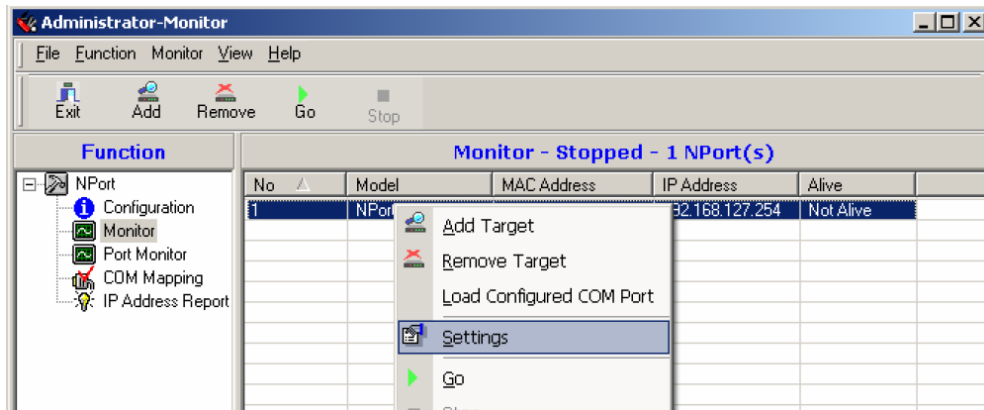 Administrator-Monitor
File Function Monitor View Help
Exit Add Remove Go Stop
Function
Monitor - Stopped - 1 NPort(s)
NPort
Configuration
Monitor
Port Monitor
COM Mapping
IP Address Report
No Model MAC Address IP Address Alive
1 NPor 92.168.127.254 Not Alive
Add Target
Remove Target
Load Configured COM Port
Settings
Go